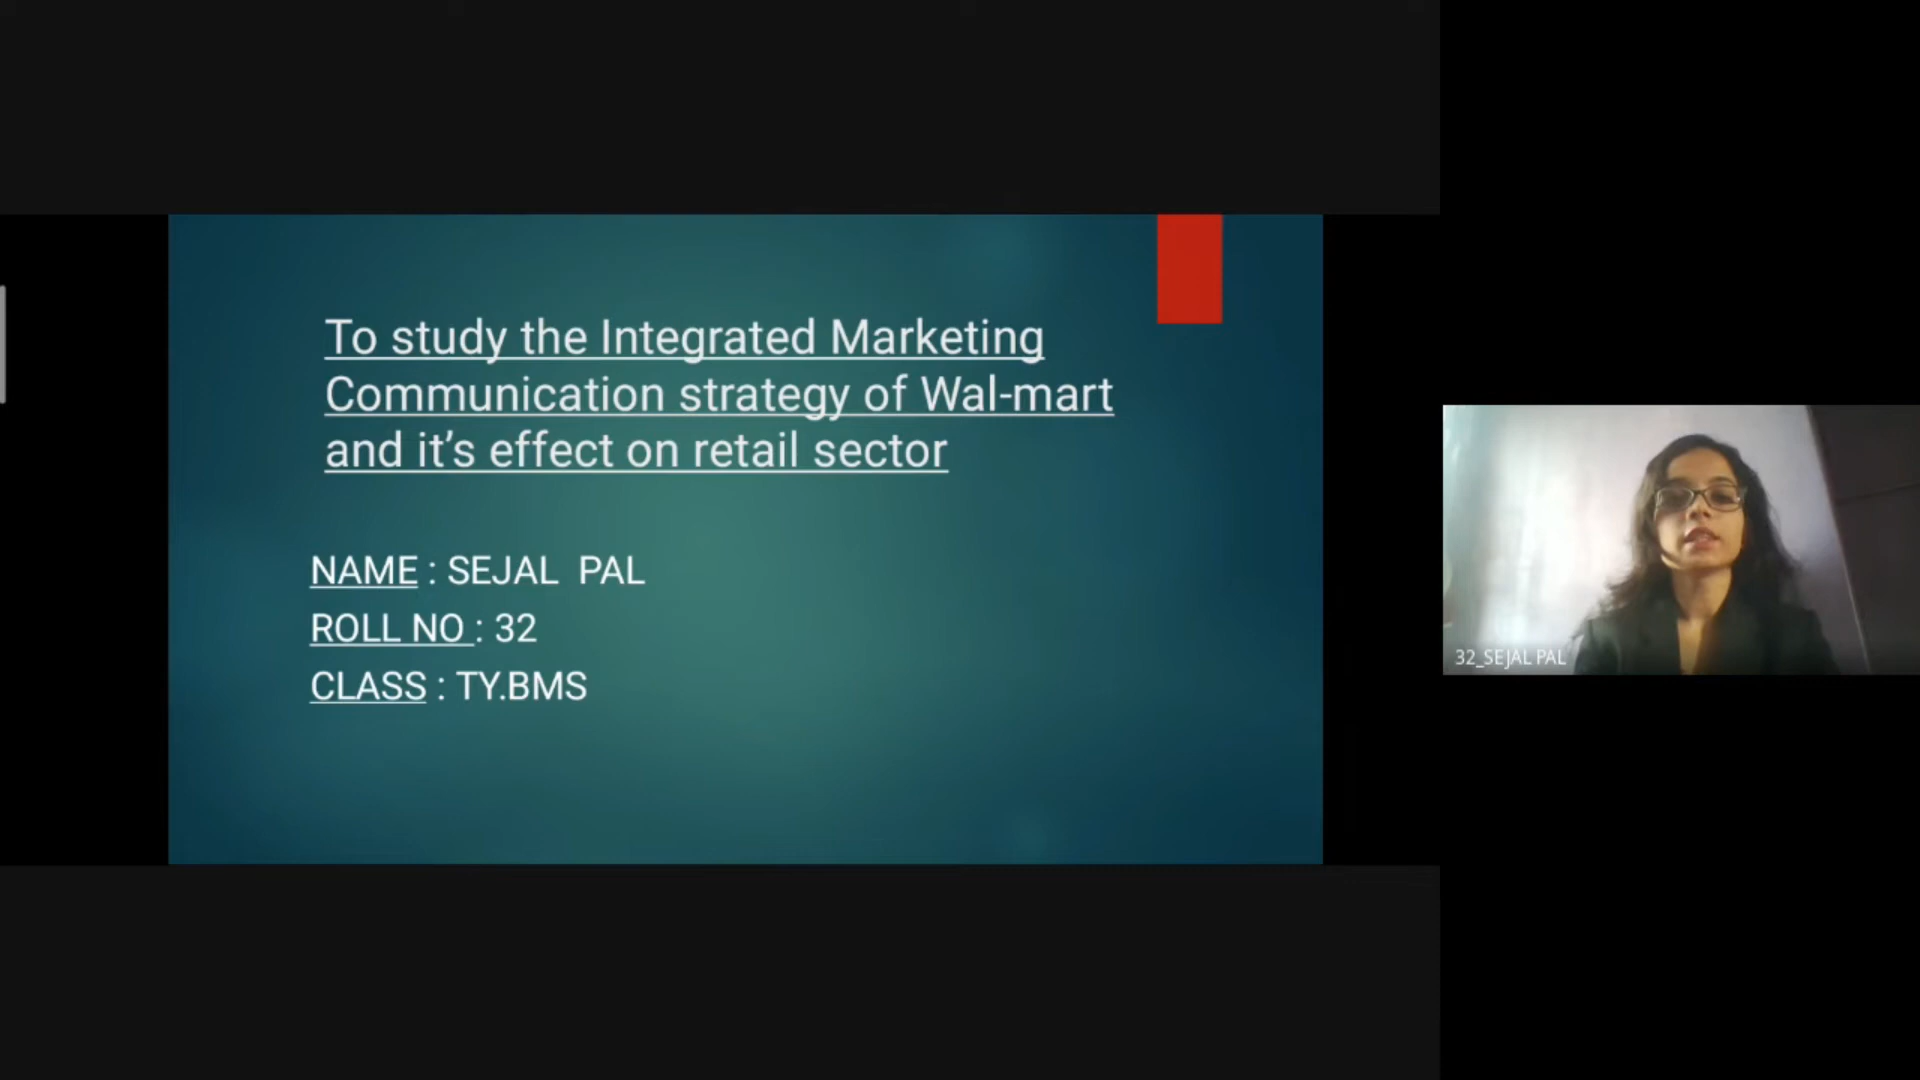 To study the Integrated Marketing
Communication strategy of Wal-mart
and it’s effect on retail sector
NAME : SEJAL PAL
ROLL NO : 32
CLASS : TY.BMS
32_SEJAL PAL